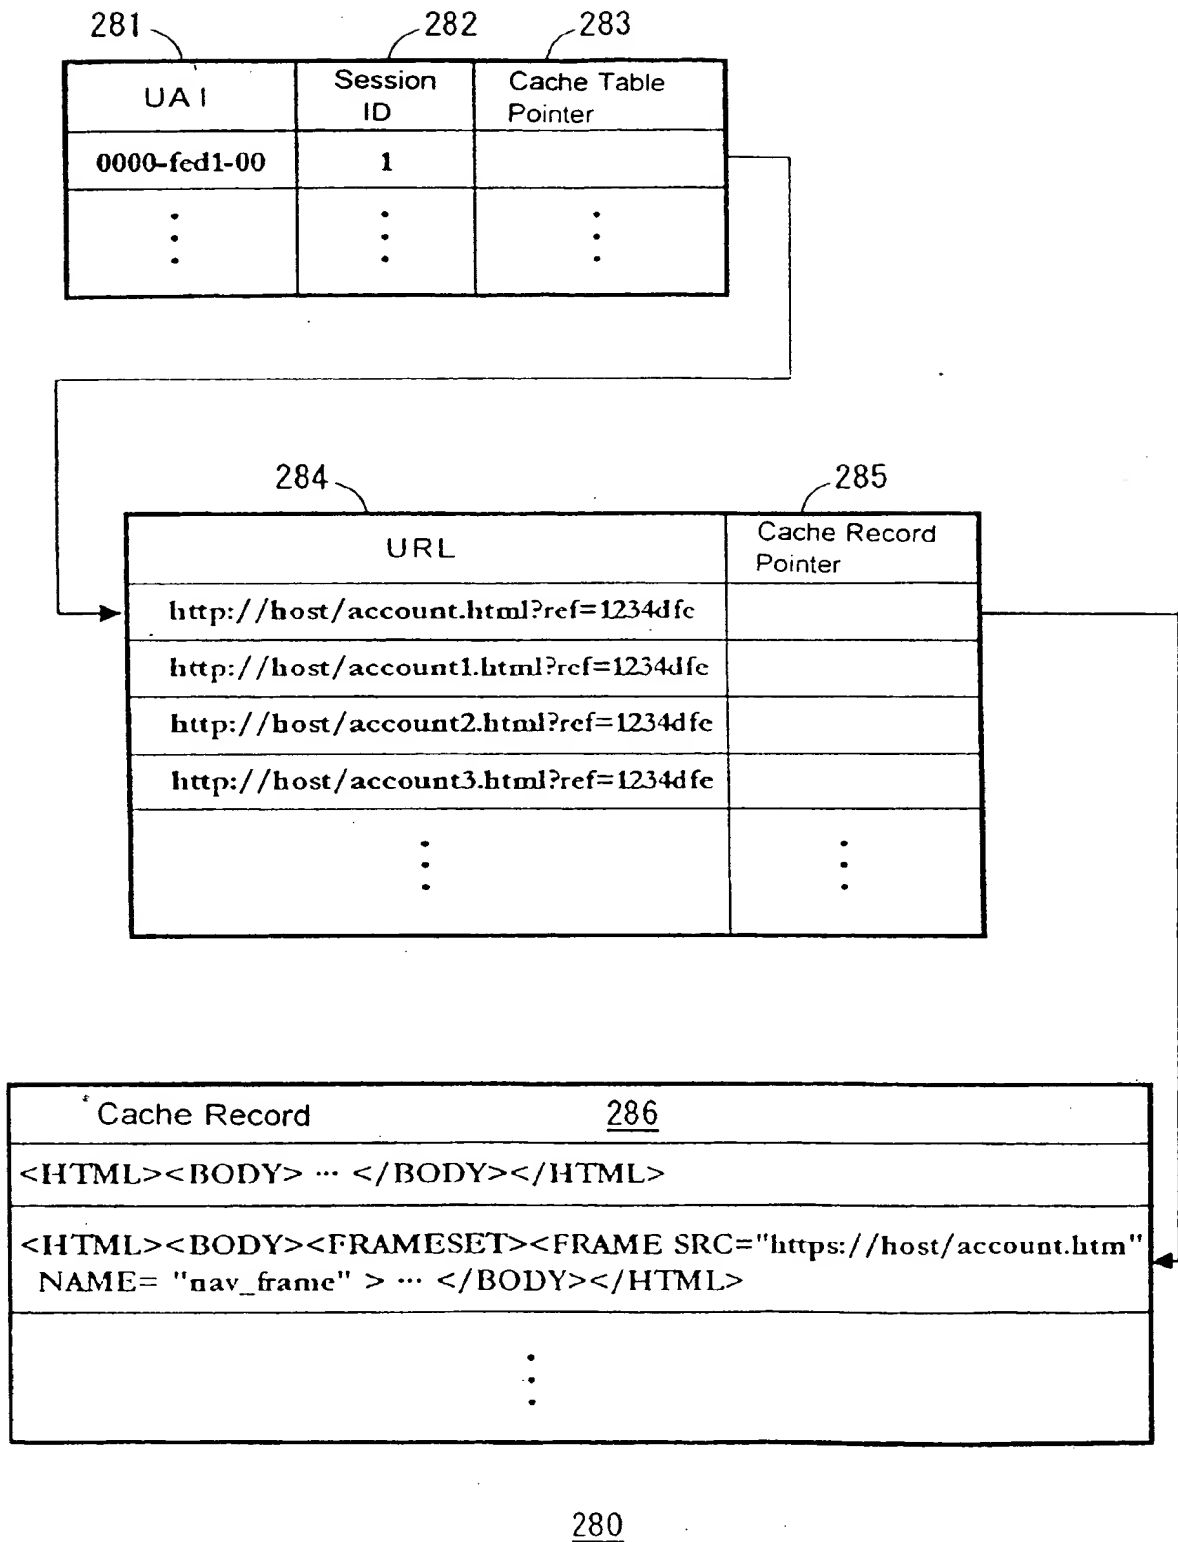 281 282 283
UAI Session ID Cache Table Pointer
0000-fed1-00 1
284 285
URL Cache Record Pointer
http://host/account.html?ref=1234dfe
http://host/account1.html?ref=1234dfe
http://host/account2.html?ref=1234dfe
http://host/account3.html?ref=1234dfe
Cache Record 286
<HTML><BODY> ··· </BODY></HTML>
<HTML><BODY><FRAMESET><FRAME SRC="https://host/account.htm"
NAME= "nav_frame" > ··· </BODY></HTML>
280